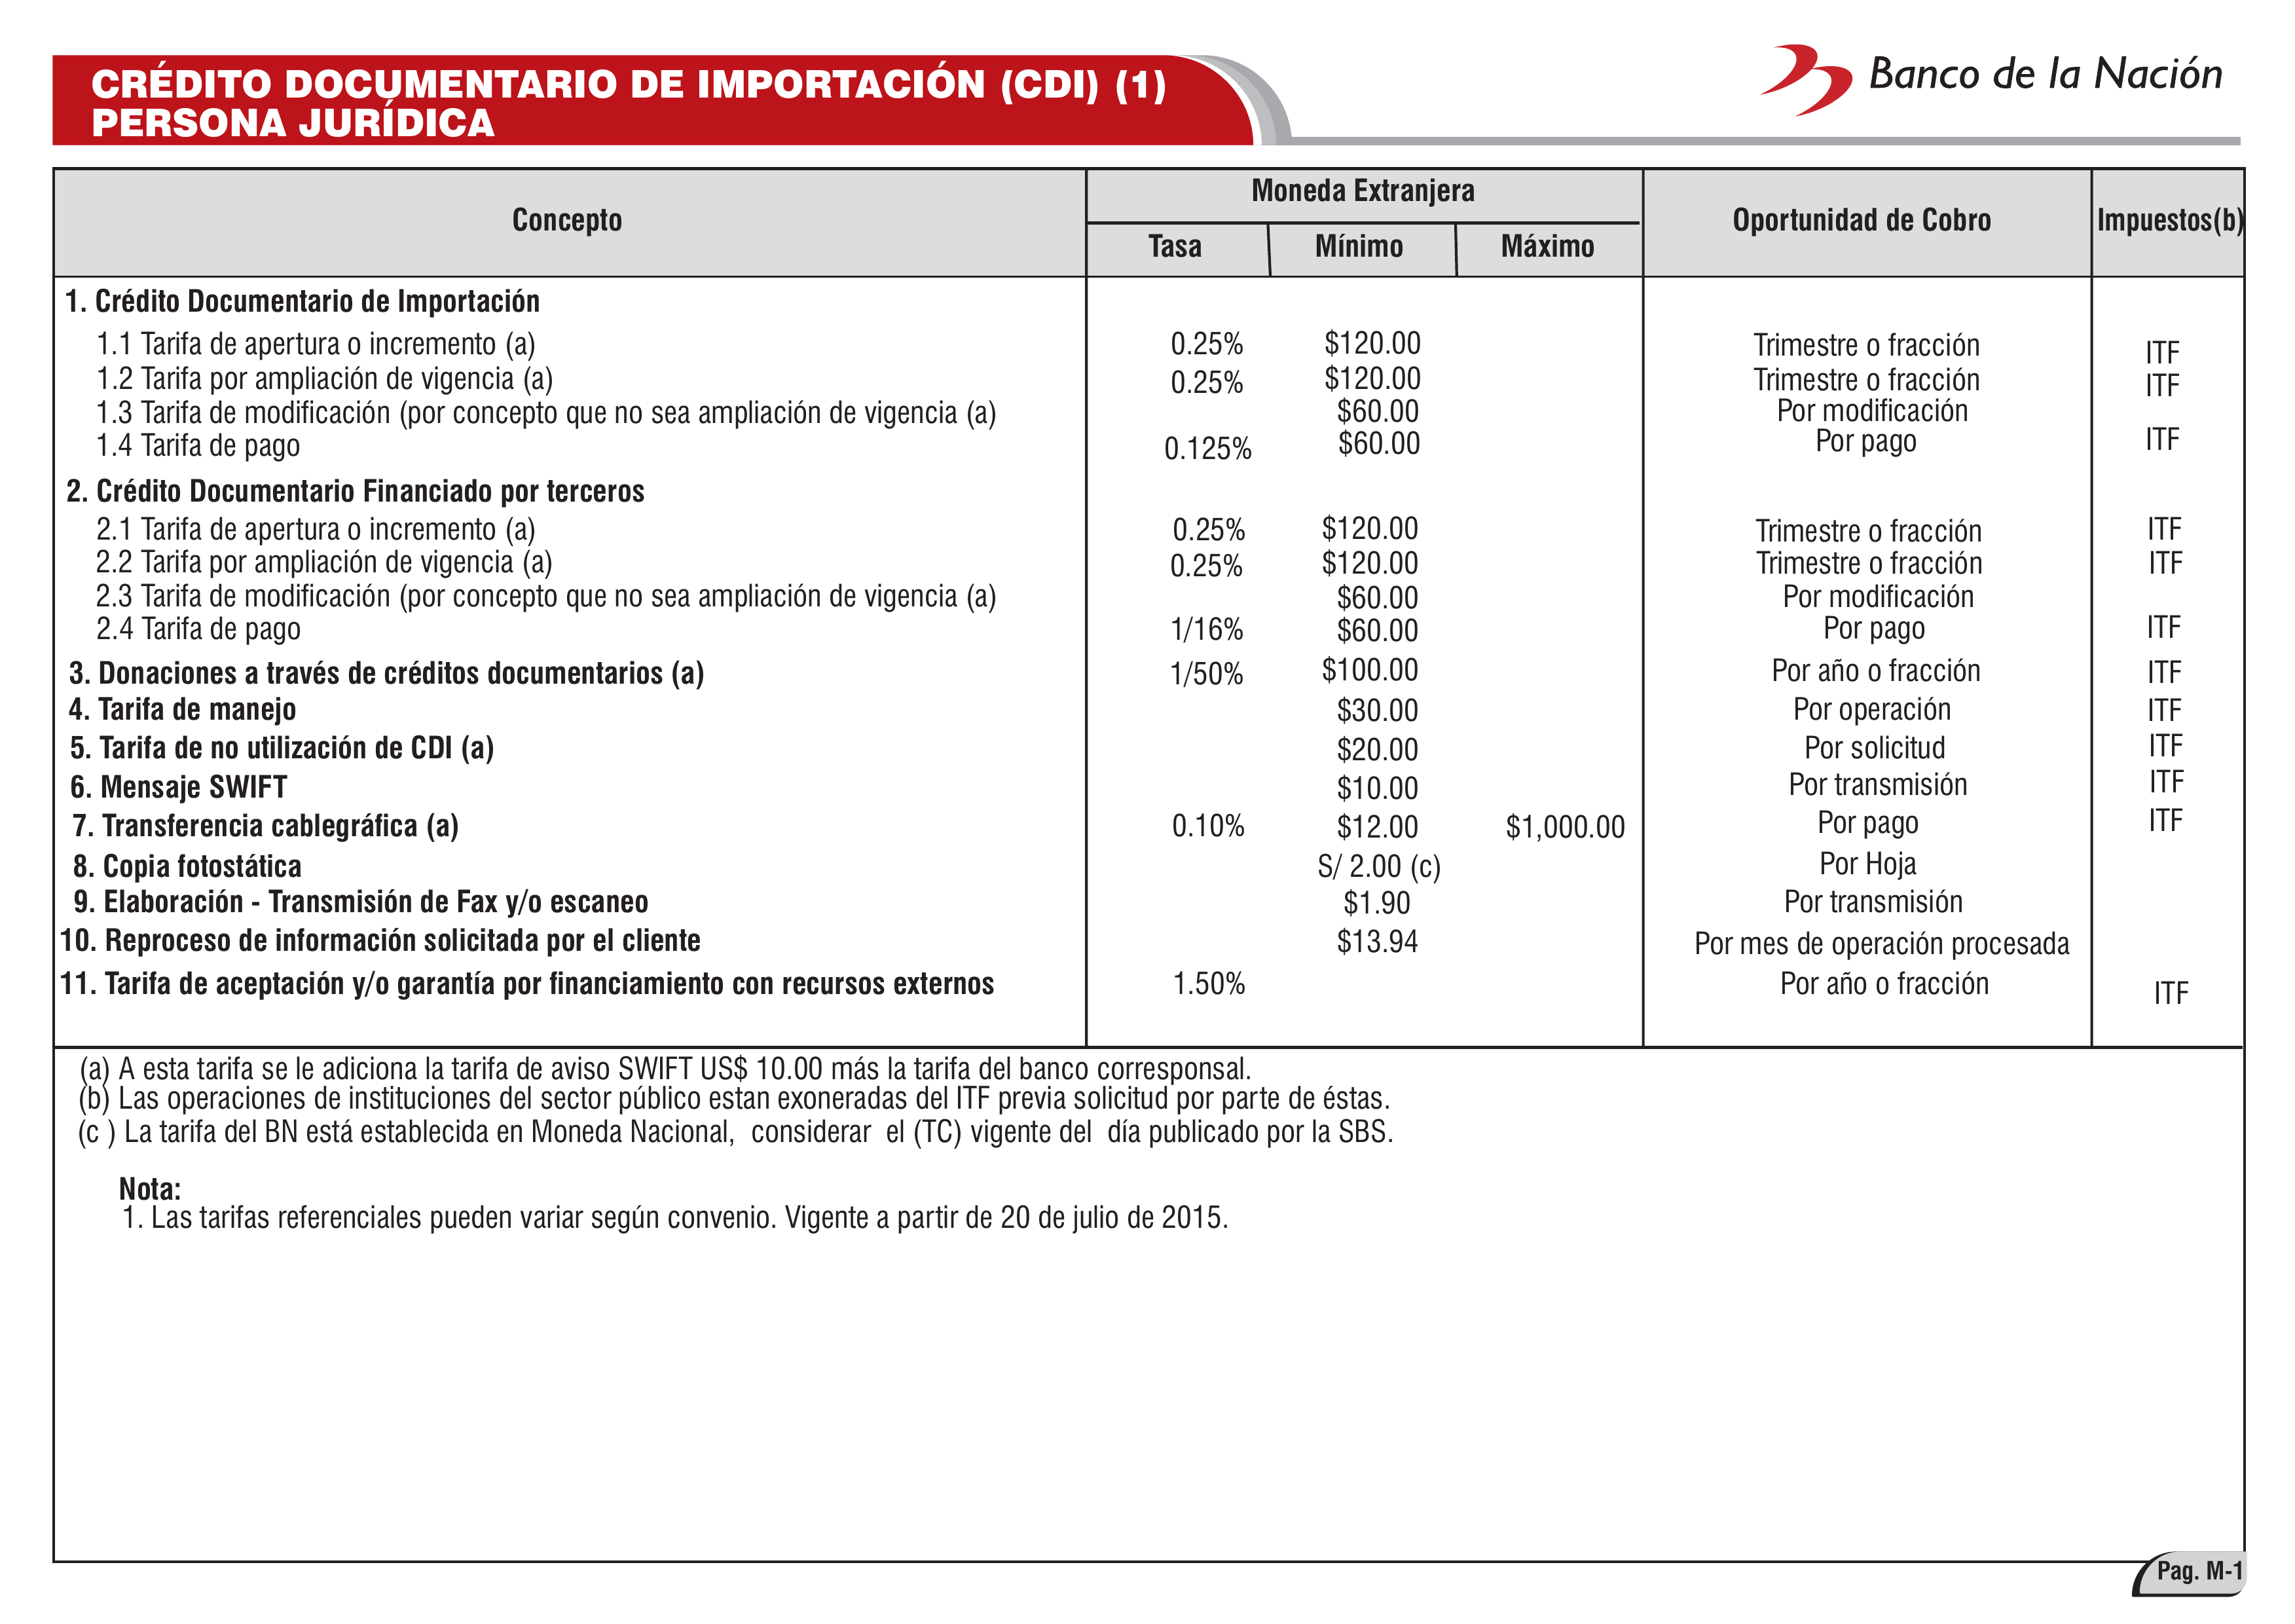 CRÉDITO DOCUMENTARIO DE IMPORTACIÓN (CDI) (1)
PERSONA JURÍDICA
Banco de la Nación
Concepto Moneda Extranjera Oportunidad de Cobro Impuestos(b)
Tasa Mínimo Máximo
1. Crédito Documentario de Importación
1.1 Tarifa de apertura o incremento (a) 0.25% $120.00 Trimestre o fracción ITF
1.2 Tarifa por ampliación de vigencia (a) 0.25% $120.00 Trimestre o fracción ITF
1.3 Tarifa de modificación (por concepto que no sea ampliación de vigencia (a) $60.00 Por modificación
1.4 Tarifa de pago 0.125% $60.00 Por pago ITF
2. Crédito Documentario Financiado por terceros
2.1 Tarifa de apertura o incremento (a) 0.25% $120.00 Trimestre o fracción ITF
2.2 Tarifa por ampliación de vigencia (a) 0.25% $120.00 Trimestre o fracción ITF
2.3 Tarifa de modificación (por concepto que no sea ampliación de vigencia (a) $60.00 Por modificación
2.4 Tarifa de pago 1/16% $60.00 Por pago ITF
3. Donaciones a través de créditos documentarios (a) 1/50% $100.00 Por año o fracción ITF
4. Tarifa de manejo $30.00 Por operación ITF
5. Tarifa de no utilización de CDI (a) $20.00 Por solicitud ITF
6. Mensaje SWIFT $10.00 Por transmisión ITF
7. Transferencia cablegráfica (a) 0.10% $12.00 $1,000.00 Por pago ITF
8. Copia fotostática S/ 2.00 (c) Por Hoja
9. Elaboración - Transmisión de Fax y/o escaneo $1.90 Por transmisión
10. Reproceso de información solicitada por el cliente $13.94 Por mes de operación procesada
11. Tarifa de aceptación y/o garantía por financiamiento con recursos externos 1.50% Por año o fracción ITF
(a) A esta tarifa se le adiciona la tarifa de aviso SWIFT US$ 10.00 más la tarifa del banco corresponsal.
(b) Las operaciones de instituciones del sector público estan exoneradas del ITF previa solicitud por parte de éstas.
(c ) La tarifa del BN está establecida en Moneda Nacional, considerar el (TC) vigente del día publicado por la SBS.
Nota:
1. Las tarifas referenciales pueden variar según convenio. Vigente a partir de 20 de julio de 2015.
Pag. M-1